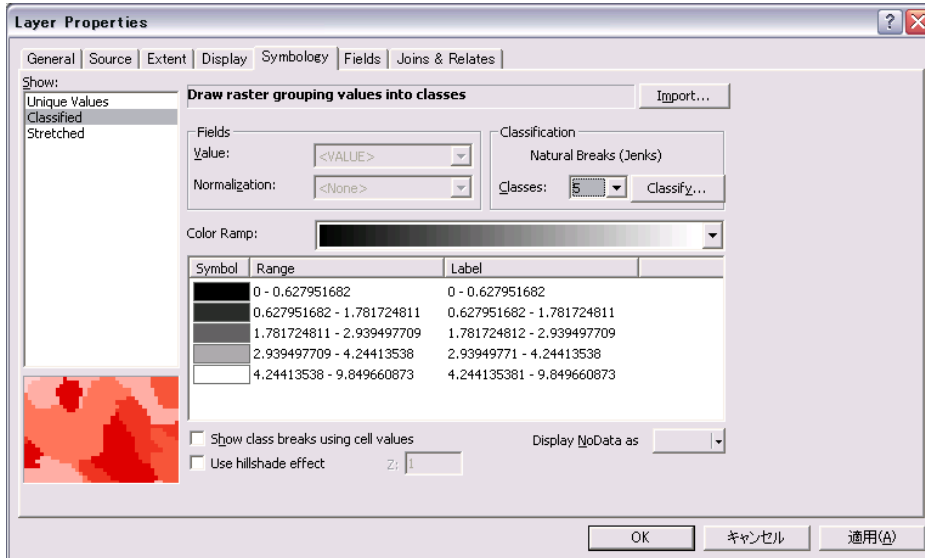 Layer Properties
General Source Extent Display Symbology Fields Joins & Relates
Show:
Unique Values
Classified
Stretched
Draw raster grouping values into classes
Import...
Fields
Value: <VALUE>
Normalization: <None>
Classification
Natural Breaks (Jenks)
Classes: 5 Classify...
Color Ramp:
Symbol Range Label
0 - 0.627951682 0 - 0.627951682
0.627951682 - 1.781724811 0.627951682 - 1.781724811
1.781724811 - 2.939497709 1.781724812 - 2.939497709
2.939497709 - 4.24413538 2.93949771 - 4.24413538
4.24413538 - 9.849660873 4.244135381 - 9.849660873
Show class breaks using cell values
Display NoData as
Use hillshade effect Z: 1
OK キャンセル 適用(A)